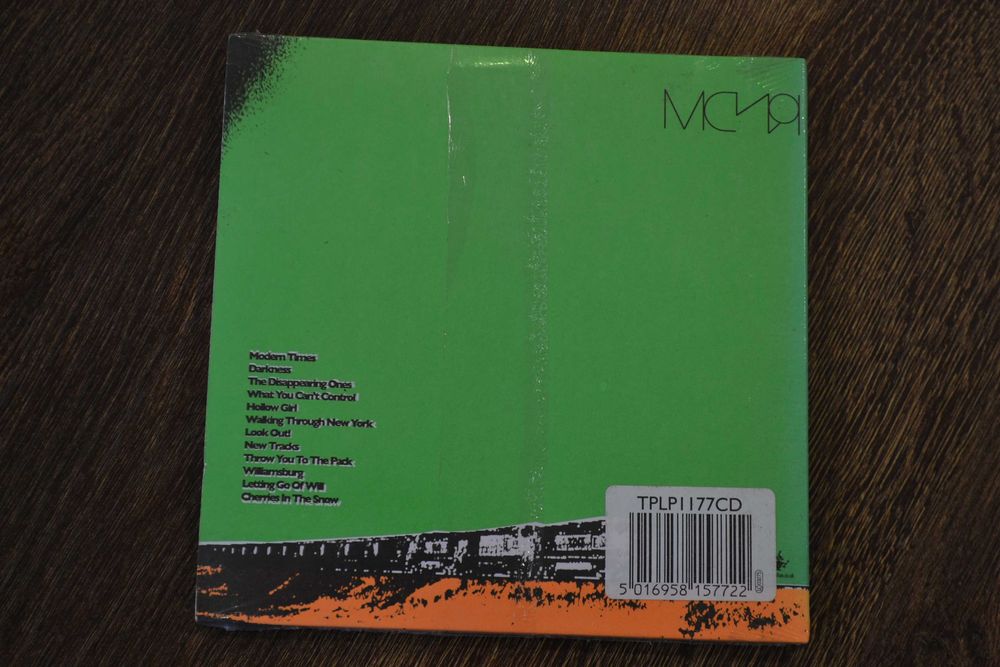 Modern Times
Darkness
The Disappearing Ones
What You Can't Control
Hollow Girl
Walking Through New York
Look Out!
New Tracks
Throw You To The Pack
Williamsburg
Letting Go Of Will
Cherries In The Snow
TPLP1177CD
5 016958 157722